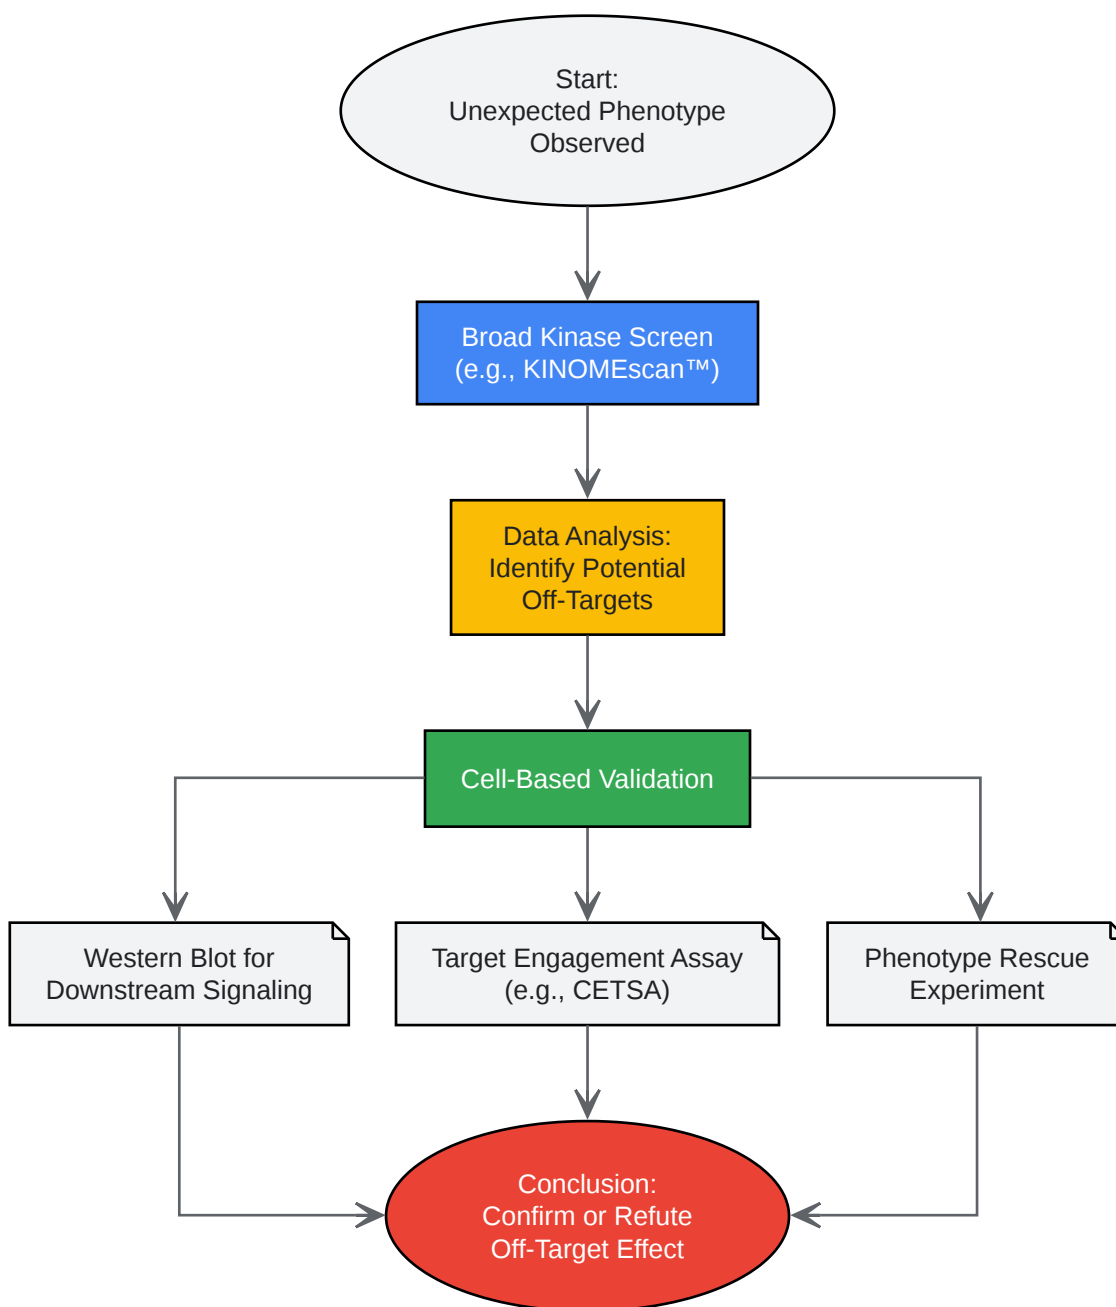 Start:
Unexpected Phenotype
Observed
Broad Kinase Screen
(e.g., KINOMEscan™)
Data Analysis:
Identify Potential
Off-Targets
Cell-Based Validation
Western Blot for
Downstream Signaling
Target Engagement Assay
(e.g., CETSA)
Phenotype Rescue
Experiment
Conclusion:
Confirm or Refute
Off-Target Effect